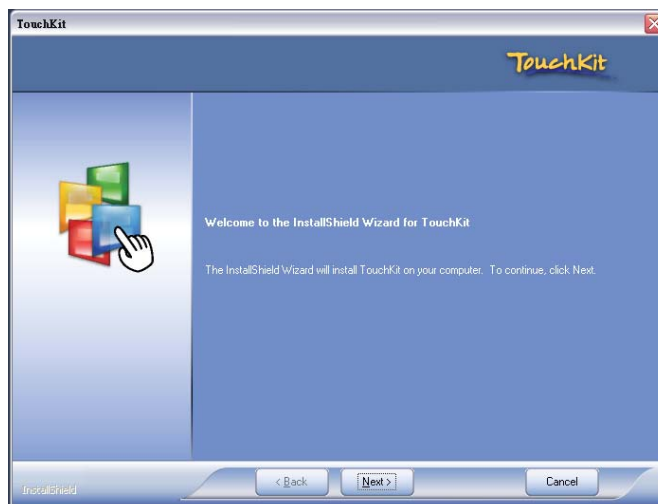 TouchKit
TouchKit
Welcome to the InstallShield Wizard for TouchKit
The InstallShield Wizard will install TouchKit on your computer. To continue, click Next.
InstallShield
< Back
Next >
Cancel